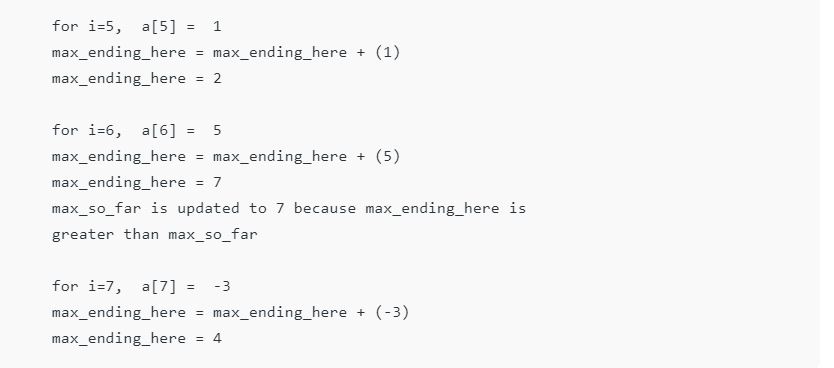 for i=5,  a[5] =  1
max_ending_here = max_ending_here + (1)
max_ending_here = 2
for i=6,  a[6] =  5
max_ending_here = max_ending_here + (5)
max_ending_here = 7
max_so_far is updated to 7 because max_ending_here is
greater than max_so_far
for i=7,  a[7] =  -3
max_ending_here = max_ending_here + (-3)
max_ending_here = 4